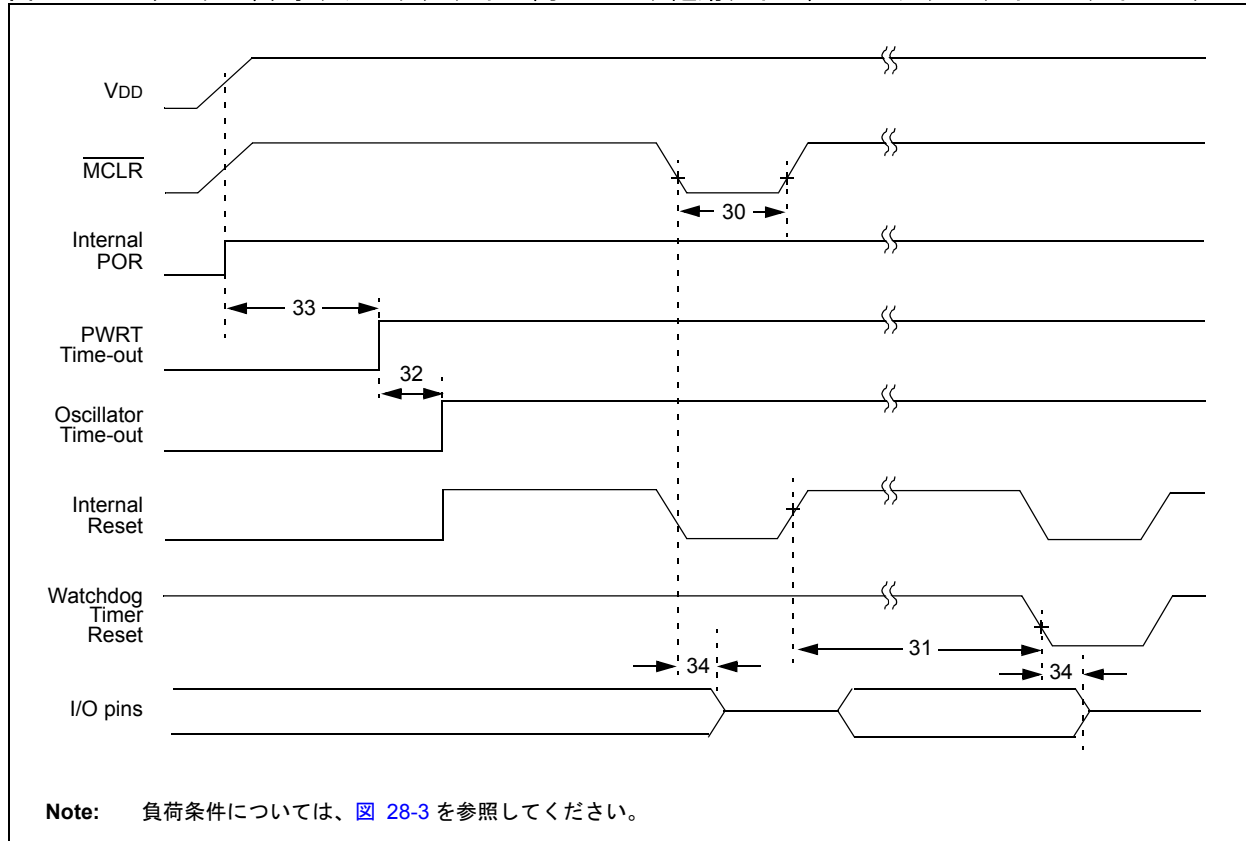 VDD
MCLR
30
Internal
POR
33
PWRT
Time-out
32
Oscillator
Time-out
Internal
Reset
Watchdog
Timer
Reset
31
34
34
I/O pins
Note: 負荷条件については、図 28-3 を参照してください。